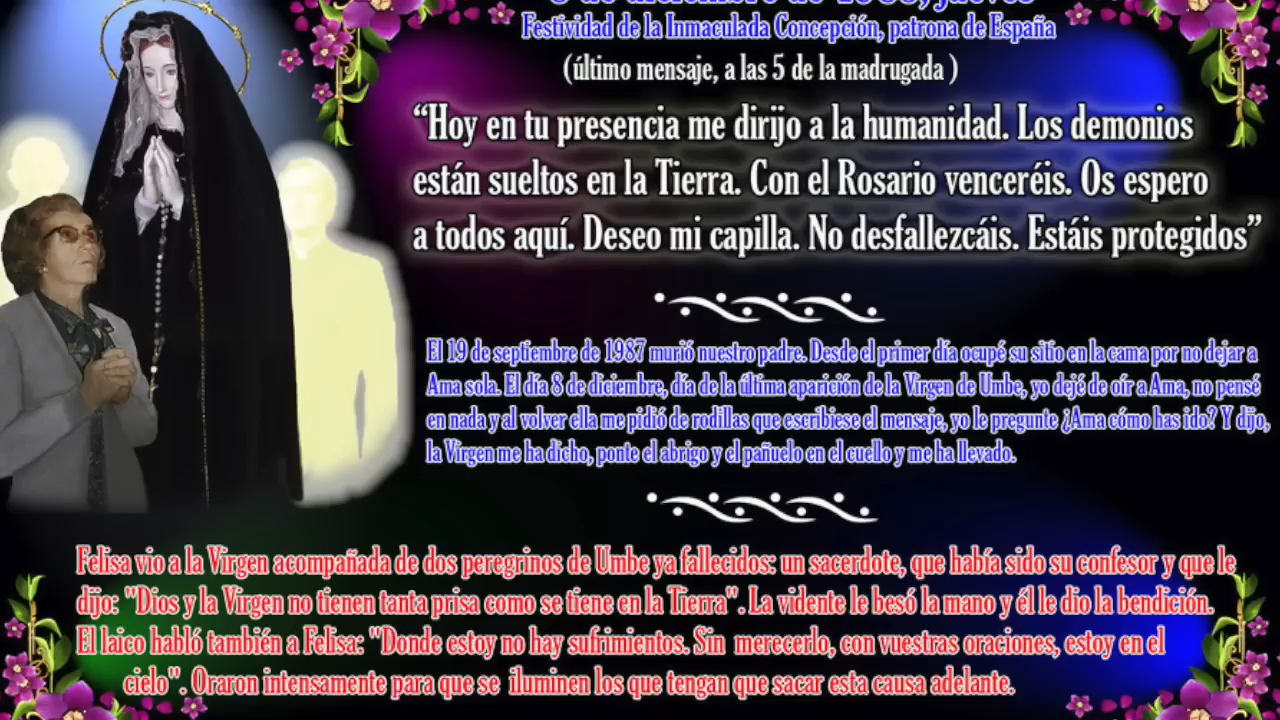 8 de diciembre de 1988, jueves
Festividad de la Inmaculada Concepción, patrona de España
(último mensaje, a las 5 de la madrugada )
“Hoy en tu presencia me dirijo a la humanidad. Los demonios
están sueltos en la Tierra. Con el Rosario venceréis. Os espero
a todos aquí. Deseo mi capilla. No desfallezcáis. Estáis protegidos”
El 19 de septiembre de 1987 murió nuestro padre. Desde el primer día ocupé su sitio en la cama por no dejar a
Ama sola. El día 8 de diciembre, día de la última aparición de la Virgen de Umbe, yo dejé de oír a Ama, no pensé
en nada y al volver ella me pidió de rodillas que escribiese el mensaje, yo le pregunte ¿Ama cómo has ido? Y dijo,
la Virgen me ha dicho, ponte el abrigo y el pañuelo en el cuello y me ha llevado.
Felisa vio a la Virgen acompañada de dos peregrinos de Umbe ya fallecidos: un sacerdote, que había sido su confesor y que le
dijo: "Dios y la Virgen no tienen tanta prisa como se tiene en la Tierra". La vidente le besó la mano y él le dio la bendición.
El laico habló también a Felisa: "Donde estoy no hay sufrimientos. Sin merecerlo, con vuestras oraciones, estoy en el
cielo". Oraron intensamente para que se iluminen los que tengan que sacar esta causa adelante.